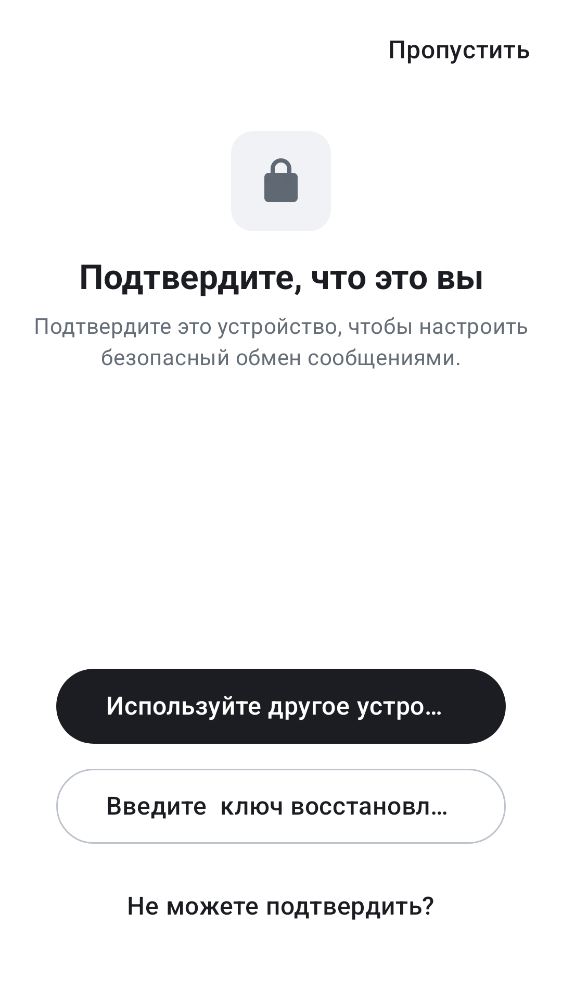 Пропустить
Подтвердите, что это вы
Подтвердите это устройство, чтобы настроить
безопасный обмен сообщениями.
Используйте другое устро...
Введите  ключ восстановл...
Не можете подтвердить?